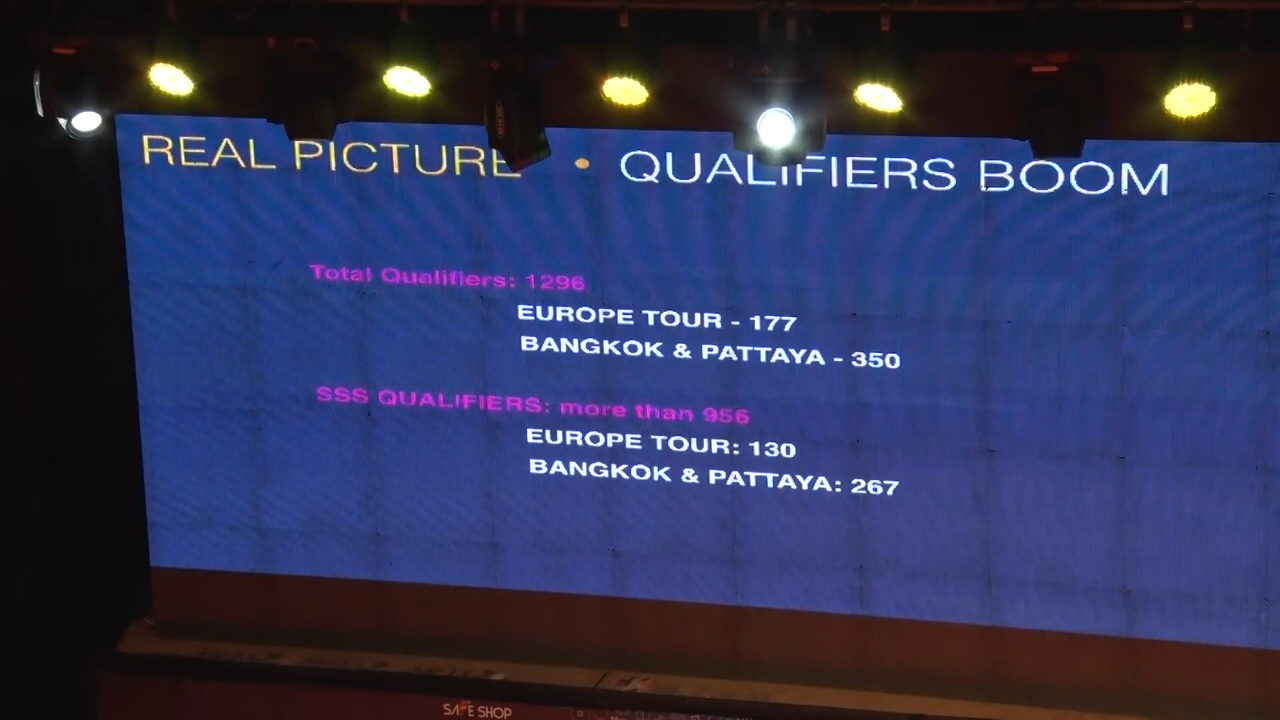 REAL PICTURE • QUALIFIERS BOOM
Total Qualifiers: 1296
EUROPE TOUR - 177
BANGKOK & PATTAYA - 350
SSS QUALIFIERS: more than 956
EUROPE TOUR: 130
BANGKOK & PATTAYA: 267
SAFE SHOP